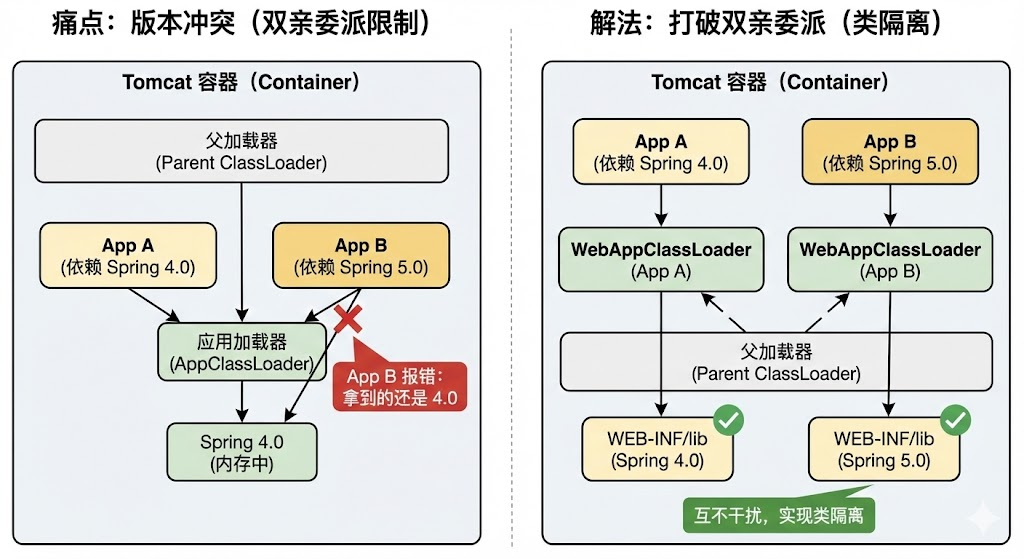 痛点：版本冲突（双亲委派限制）
Tomcat 容器（Container）
父加载器
(Parent ClassLoader)
App A
(依赖 Spring 4.0)
App B
(依赖 Spring 5.0)
应用加载器
(AppClassLoader)
App B 报错：
拿到的还是 4.0
Spring 4.0
(内存中)
解法：打破双亲委派（类隔离）
Tomcat 容器（Container）
App A
(依赖 Spring 4.0)
App B
(依赖 Spring 5.0)
WebAppClassLoader
(App A)
WebAppClassLoader
(App B)
父加载器
(Parent ClassLoader)
WEB-INF/lib
(Spring 4.0)
WEB-INF/lib
(Spring 5.0)
互不干扰，实现类隔离